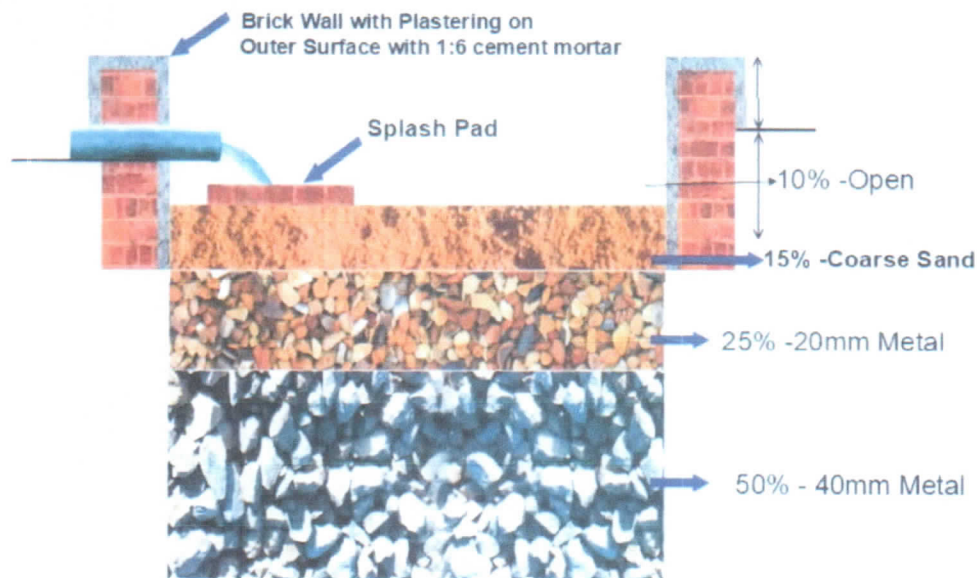 Brick Wall with Plastering on
Outer Surface with 1:6 cement mortar
Splash Pad
10% -Open
15% -Coarse Sand
25% -20mm Metal
50% - 40mm Metal